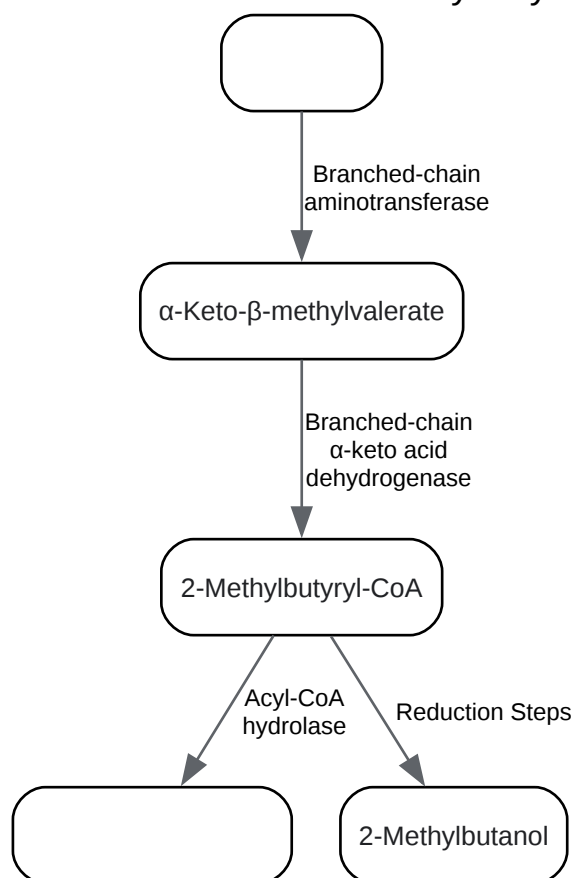 Branched-chain
aminotransferase
α-Keto-β-methylvalerate
Branched-chain
α-keto acid
dehydrogenase
2-Methylbutyryl-CoA
Acyl-CoA
hydrolase
Reduction Steps
2-Methylbutanol